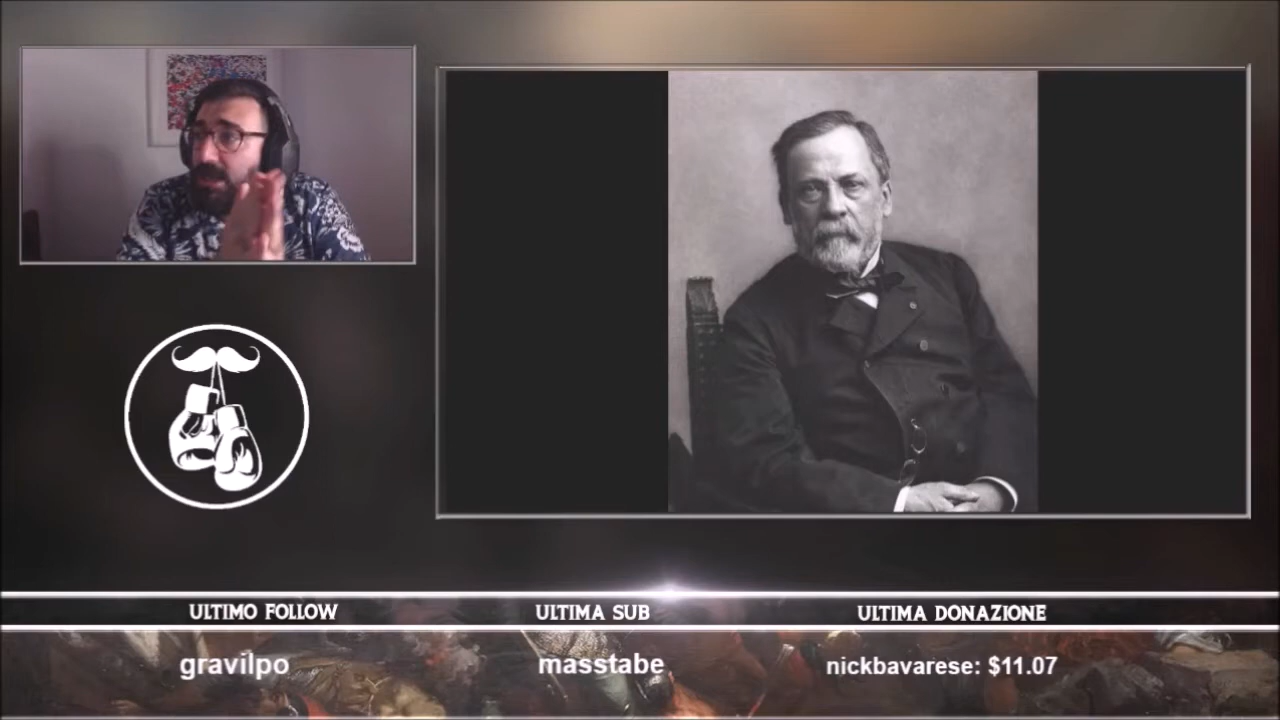 ULTIMO FOLLOW
ULTIMA SUB
ULTIMA DONAZIONE
gravilpo
masstabe
nickbavarese: $11.07